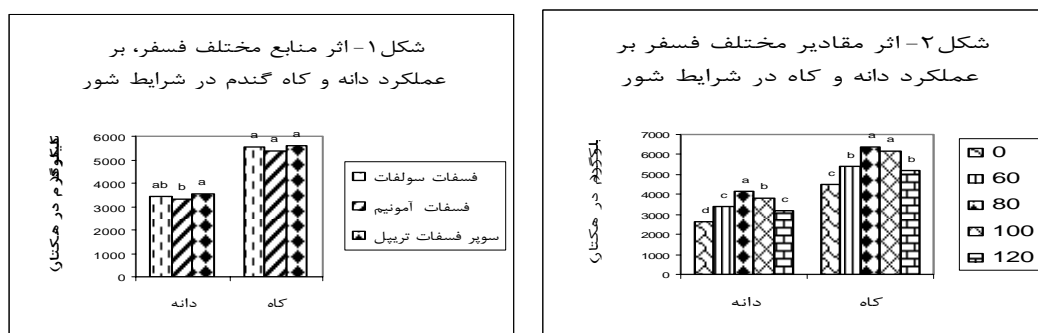 شکل۱- اثر منابع مختلف فسفر، بر
عملکرد دانه و کاه گندم در شرایط شور
6000
5000
4000
3000
2000
1000
0
ab
b
a
a
a
a
دانه
کاه
فسفات سولفات
فسفات آمونیم
سوپر فسفات تریپل
در هکتار)
شکل۲- اثر مقادیر مختلف فسفر بر
عملکرد دانه و کاه در شرایط شور
7000
6000
5000
4000
3000
2000
1000
0
d
c
a
b
c
c
b
a
a
b
دانه
کاه
0
60
80
100
120
در هکتار)